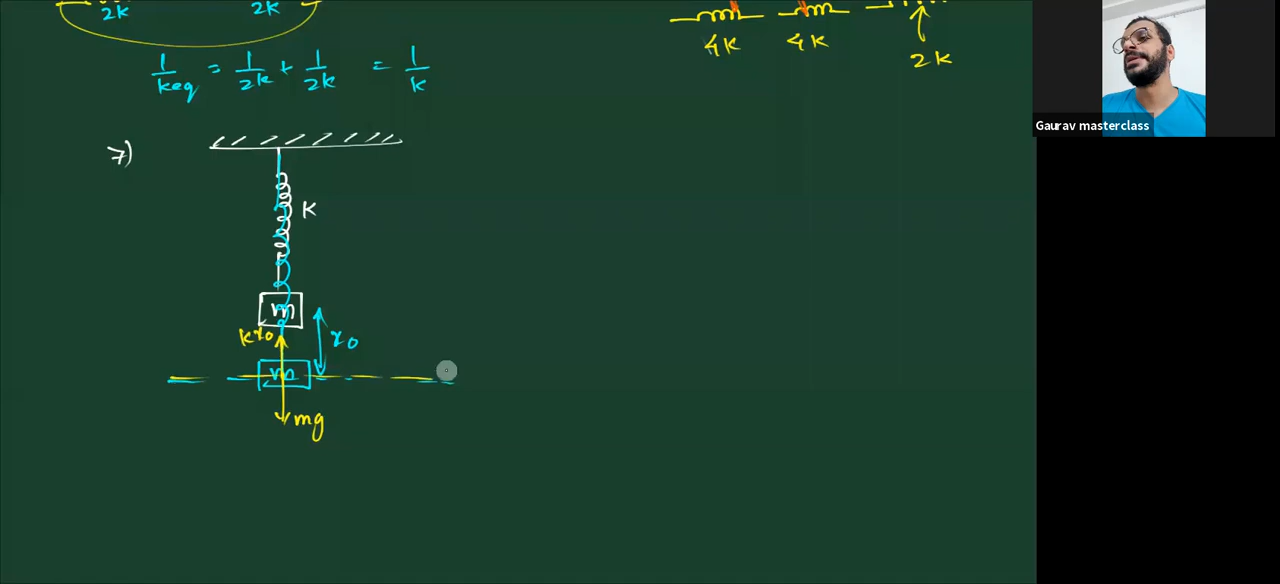 2K 2K
4K 4K 2K
1/keq = 1/2K + 1/2K = 1/K
Gaurav masterclass
7)
K
m
Kx₀ x₀
m
mg